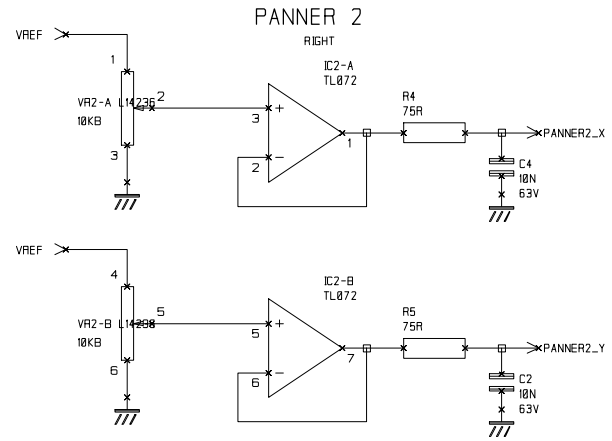 PANNER 2
RIGHT
VREF
1
IC2-A
TL072
VR2-A
2
10KB
3
3
+
2
-
1
R4
75R
PANNER2_X
C4
10N
63V
VREF
4
IC2-B
TL072
VR2-B
5
10KB
6
5
+
6
-
7
R5
75R
PANNER2_Y
C2
10N
63V